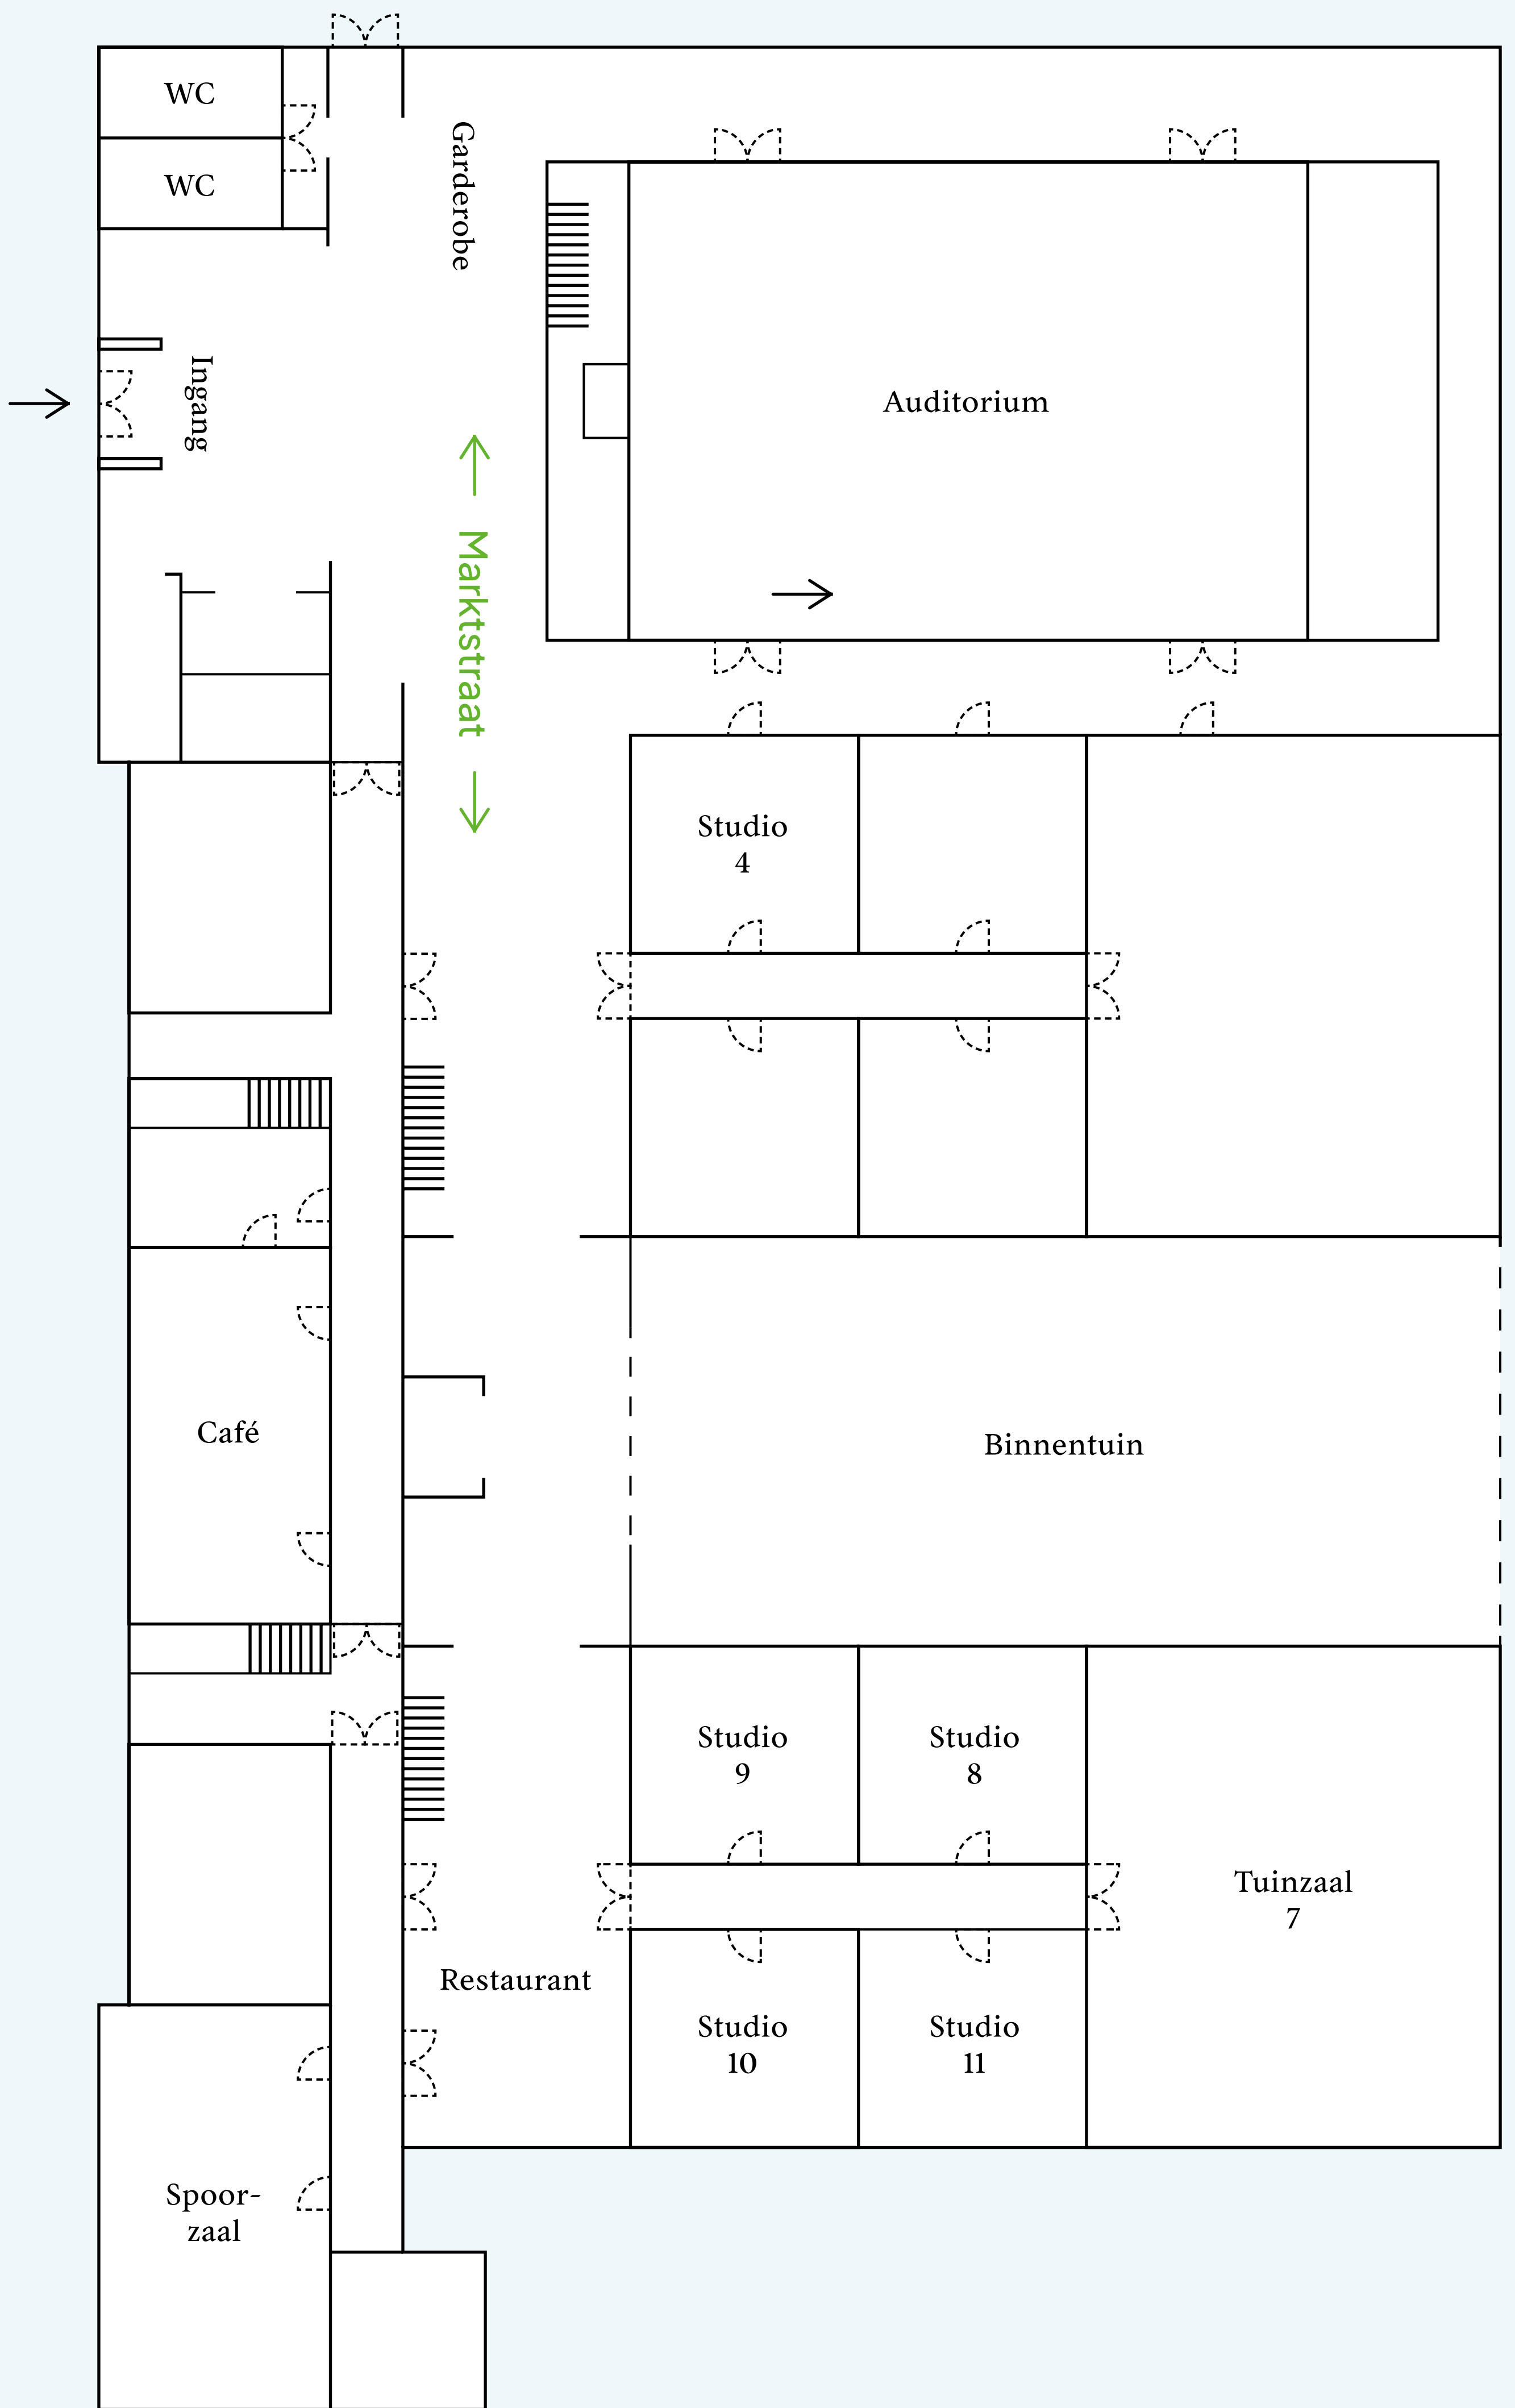 WC
WC
Garderobe
Ingang
Auditorium
Marktstraat
Studio
4
Café
Binnentuin
Studio
9
Studio
8
Tuinzaal
7
Restaurant
Studio
10
Studio
11
Spoor-
zaal